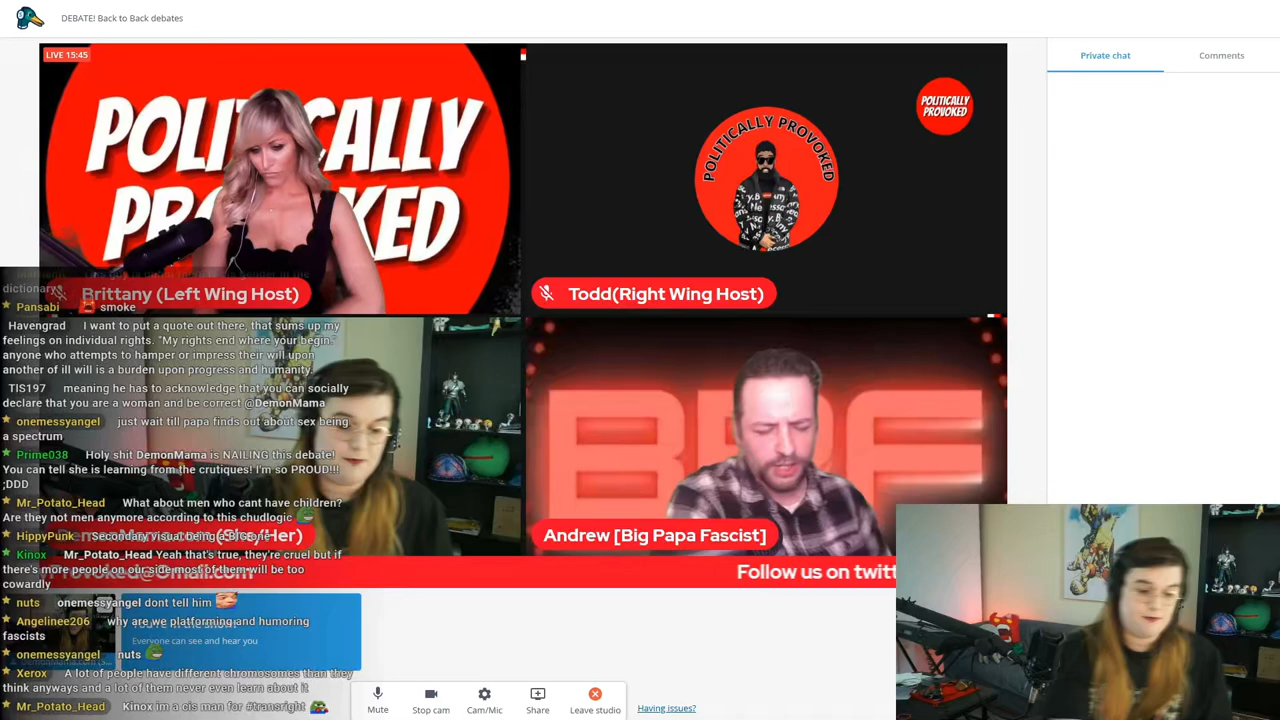 DEBATE! Back to Back debates
Private chat
Comments
LIVE 15:45
POLITICALLY
PROVOKED
POLITICALLY PROVOKED
POLITICALLY
PROVOKED
Brittany (Left Wing Host)
Todd(Right Wing Host)
dictionary
Pansabi smoke
Havengrad I want to put a quote out there, that sums up my
feelings on individual rights. "My rights end where your begin."
anyone who attempts to hamper or impress their will upon
another of ill will is a burden upon progress and humanity.
TIS197 meaning he has to acknowledge that you can socially
declare that you are a woman and be correct @DemonMama
onemessyangel just wait till papa finds out about sex being
a spectrum
Prime038 Holy shit DemonMama is NAILING this debate!
You can tell she is learning from the crutiques! I'm so PROUD!!!
;DDD
Mr_Potato_Head What about men who cant have children?
Are they not men anymore according to this chudlogic
HippyPunk
(She/Her)
Kinox Mr_Potato_Head Yeah that's true, they're cruel but if
there's more people on our side most of them will be too
cowardly
nuts onemessyangel dont tell him
Angelinee206 why are we platforming and humoring
fascists
onemessyangel nuts
Xerox A lot of people have different chromosomes than they
think anyways and a lot of them never even learn about it
Mr_Potato_Head Kinox im a cis man for #transright
BPF
Andrew [Big Papa Fascist]
Provoked@Gmail.com
Follow us on twitt
Everyone can see and hear you
Mute
Stop cam
Cam/Mic
Share
Leave studio
Having issues?